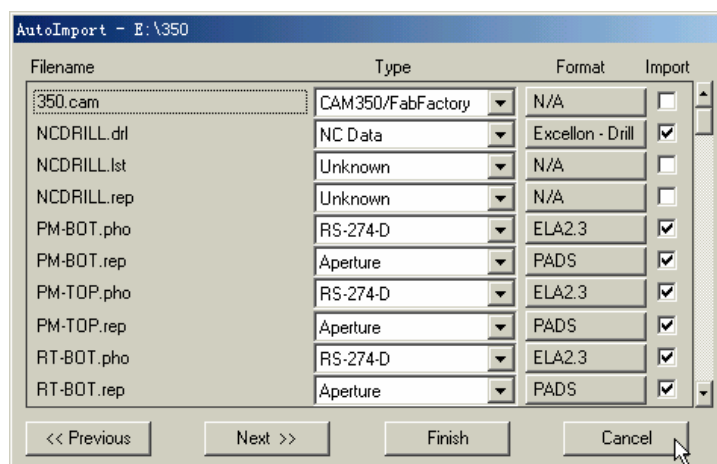 AutoImport - E:\350
Filename Type Format Import
350.cam CAM350/FabFactory N/A
NCDRILL.drl NC Data Excellon - Drill
NCDRILL.lst Unknown N/A
NCDRILL.rep Unknown N/A
PM-BOT.pho RS-274-D ELA2.3
PM-BOT.rep Aperture PADS
PM-TOP.pho RS-274-D ELA2.3
PM-TOP.rep Aperture PADS
RT-BOT.pho RS-274-D ELA2.3
RT-BOT.rep Aperture PADS
<< Previous Next >> Finish Cancel